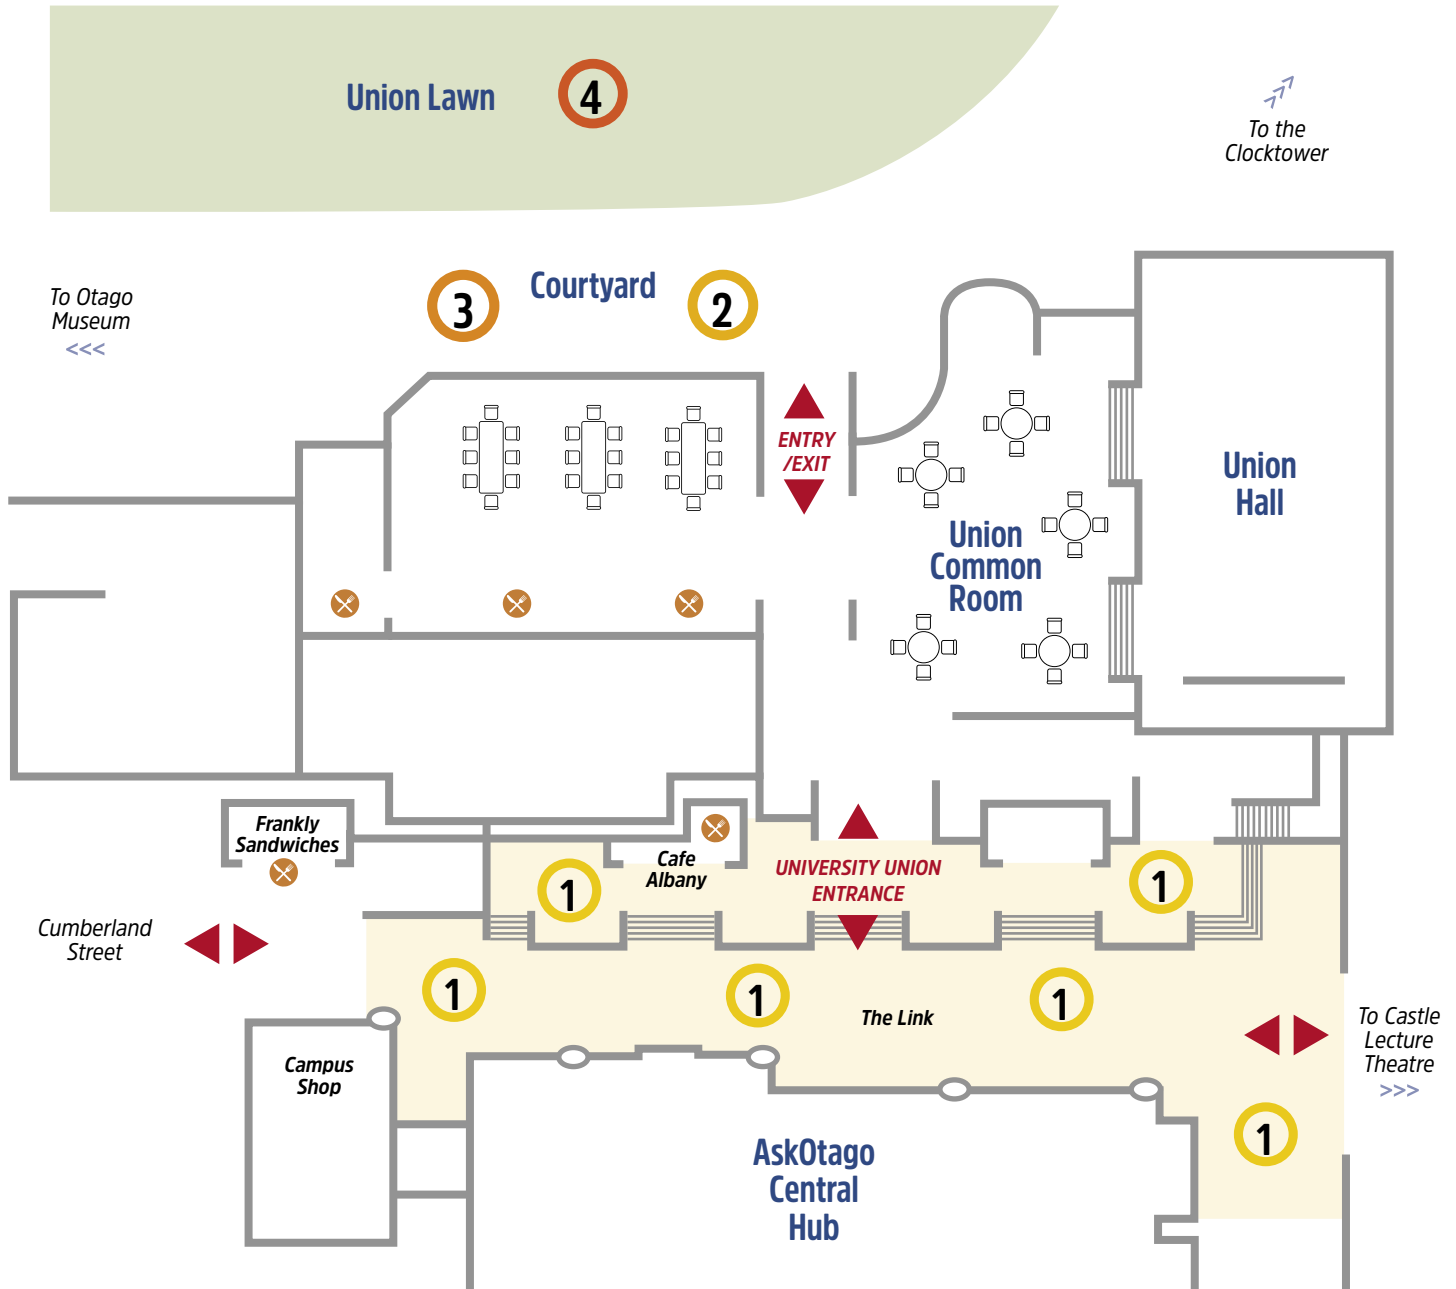 Union Lawn
4
To the
Clocktower
To Otago
Museum
<<<
3
Courtyard
2
ENTRY
/EXIT
Union
Hall
Union
Common
Room
Frankly
Sandwiches
Cafe
Albany
UNIVERSITY UNION
ENTRANCE
1
1
Cumberland
Street
1
1
1
The Link
To Castle
Lecture
Theatre
>>>
Campus
Shop
1
AskOtago
Central
Hub